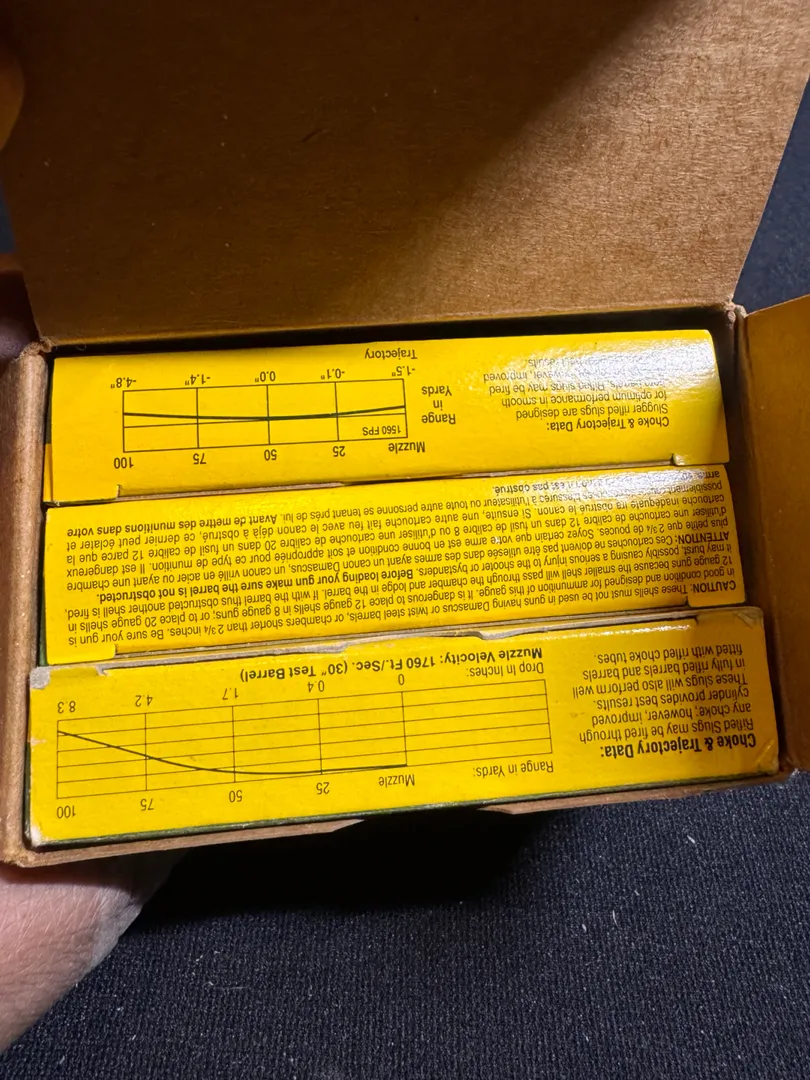 Choke & Trajectory Data:
Rifled Slugs may be fired through
any choke; however, improved
cylinder provides best results.
These slugs will also perform well
in fully rifled barrels and barrels
fitted with rifled choke tubes.
Range in Yards: Muzzle 25 50 75 100
Drop In Inches: 0 0.4 1.7 4.2 8.3
Muzzle Velocity: 1760 Ft./Sec. (30" Test Barrel)
CAUTION: These shells must not be used in guns having Damascus or twist steel barrels, or chambers shorter than 2¾ inches. Be sure your gun is
in good condition and designed for ammunition of this gauge. It is dangerous to place 12 gauge shells in 8 gauge guns; or to place 20 gauge shells in
12 gauge guns because the smaller shell will pass through the chamber and lodge in the barrel. If with the barrel thus obstructed another shell is fired,
it may burst, possibly causing a serious injury to the shooter or bystanders. Before loading your gun make sure the barrel is not obstructed.
ATTENTION: Ces cartouches ne doivent pas être utilisées dans des armes ayant un canon Damascus, un canon vrillé en acier ou ayant une chambre
plus petite que 2¾ de pouces. Soyez certain que votre arme est en bonne condition et soit appropriée pour ce type de munition. Il est dangereux
d'utiliser une cartouche de calibre 12 dans un fusil de calibre 8 ou d'utiliser une cartouche de calibre 20 dans un fusil de calibre 12 parce que la
cartouche inadéquate ira obstrué le canon. Si, ensuite, une autre cartouche fait feu avec le canon déjà à obstrué, ce dernier peut éclater et
possiblement des blessures à l'utilisateur ou toute autre personne se tenant près de lui. Avant de mettre des munitions dans votre
arme, n'est pas obstrué.
Choke & Trajectory Data:
Slugger rifled slugs are designed
for optimum performance in smooth
Rifled slugs may be fired
however, improved
results.
Muzzle 25 50 75 100
1560 FPS
Range
in
Yards
-1.5" -0.1" 0.0" -1.4" -4.8"
Trajectory